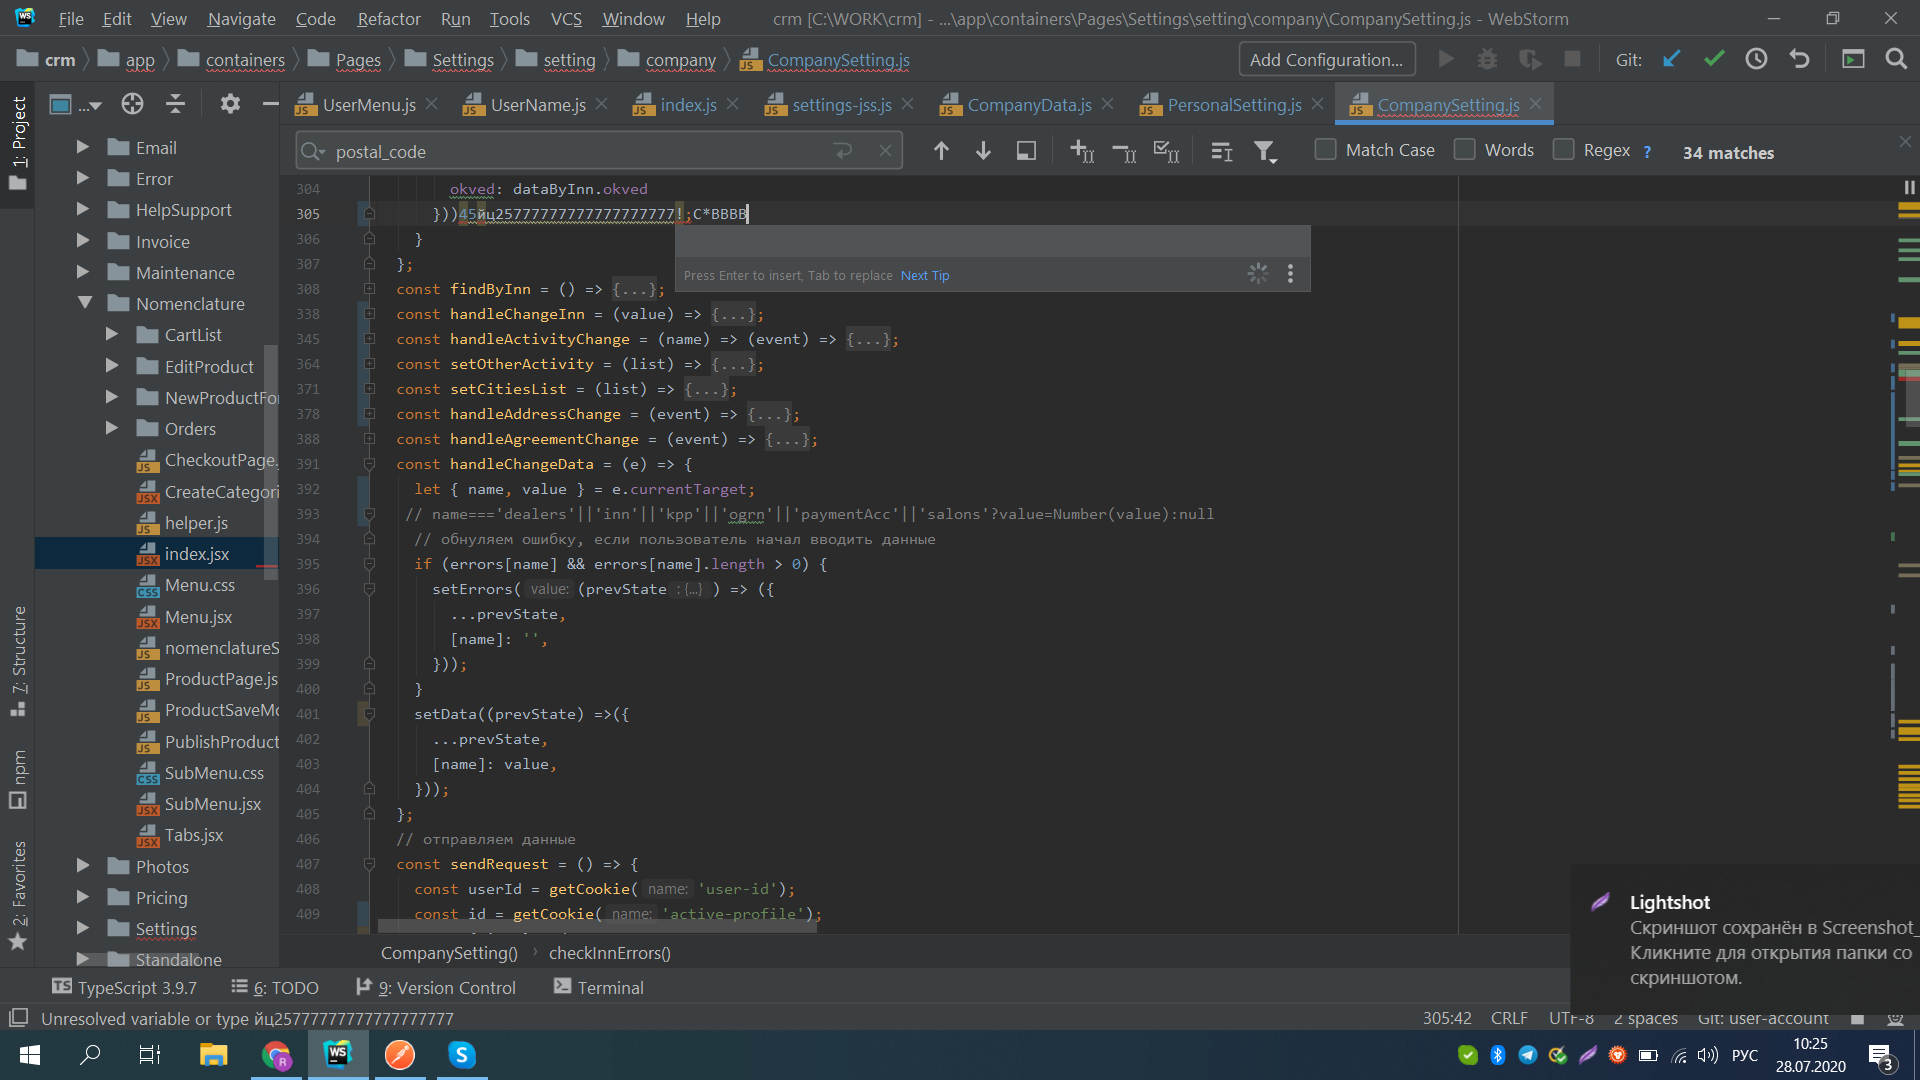 File Edit View Navigate Code Refactor Run Tools VCS Window Help crm [C:\WORK\crm] - ...\app\containers\Pages\Settings\setting\company\CompanySetting.js - WebStorm
crm app containers Pages Settings setting company CompanySetting.js Add Configuration... Git:
1: Project
7: Structure
npm
2: Favorites
...
UserMenu.js UserName.js index.js settings-jss.js CompanyData.js PersonalSetting.js CompanySetting.js
postal_code Match Case Words Regex ? 34 matches
Email
Error
HelpSupport
Invoice
Maintenance
Nomenclature
CartList
EditProduct
NewProductFo
Orders
CheckoutPage.
CreateCategori
helper.js
index.jsx
Menu.css
Menu.jsx
nomenclatureS
ProductPage.js
ProductSaveMo
PublishProduct
SubMenu.css
SubMenu.jsx
Tabs.jsx
Photos
Pricing
Settings
Standalone
304 okved: dataByInn.okved
305 }))45йц25777777777777777777!;C*BBBB
306 }
307 };
Press Enter to insert, Tab to replace Next Tip
308 const findByInn = () => {...};
338 const handleChangeInn = (value) => {...};
345 const handleActivityChange = (name) => (event) => {...};
364 const setOtherActivity = (list) => {...};
371 const setCitiesList = (list) => {...};
378 const handleAddressChange = (event) => {...};
388 const handleAgreementChange = (event) => {...};
391 const handleChangeData = (e) => {
392 let { name, value } = e.currentTarget;
393 // name==='dealers'||'inn'||'kpp'||'ogrn'||'paymentAcc'||'salons'?value=Number(value):null
394 // обнуляем ошибку, если пользователь начал вводить данные
395 if (errors[name] && errors[name].length > 0) {
396 setErrors( value: (prevState : {...} ) => ({
397 ...prevState,
398 [name]: '',
399 }));
400 }
401 setData((prevState) =>({
402 ...prevState,
403 [name]: value,
404 }));
405 };
406 // отправляем данные
407 const sendRequest = () => {
408 const userId = getCookie( name: 'user-id');
409 const id = getCookie( name: 'active-profile');
CompanySetting() checkInnErrors()
Lightshot
Скриншот сохранён в Screenshot_
Кликните для открытия папки со
скриншотом.
TypeScript 3.9.7 6: TODO 9: Version Control Terminal
Unresolved variable or type йц25777777777777777777 305:42 CRLF UTF-8 2 spaces Git: user-account
РУС 10:25
28.07.2020
3